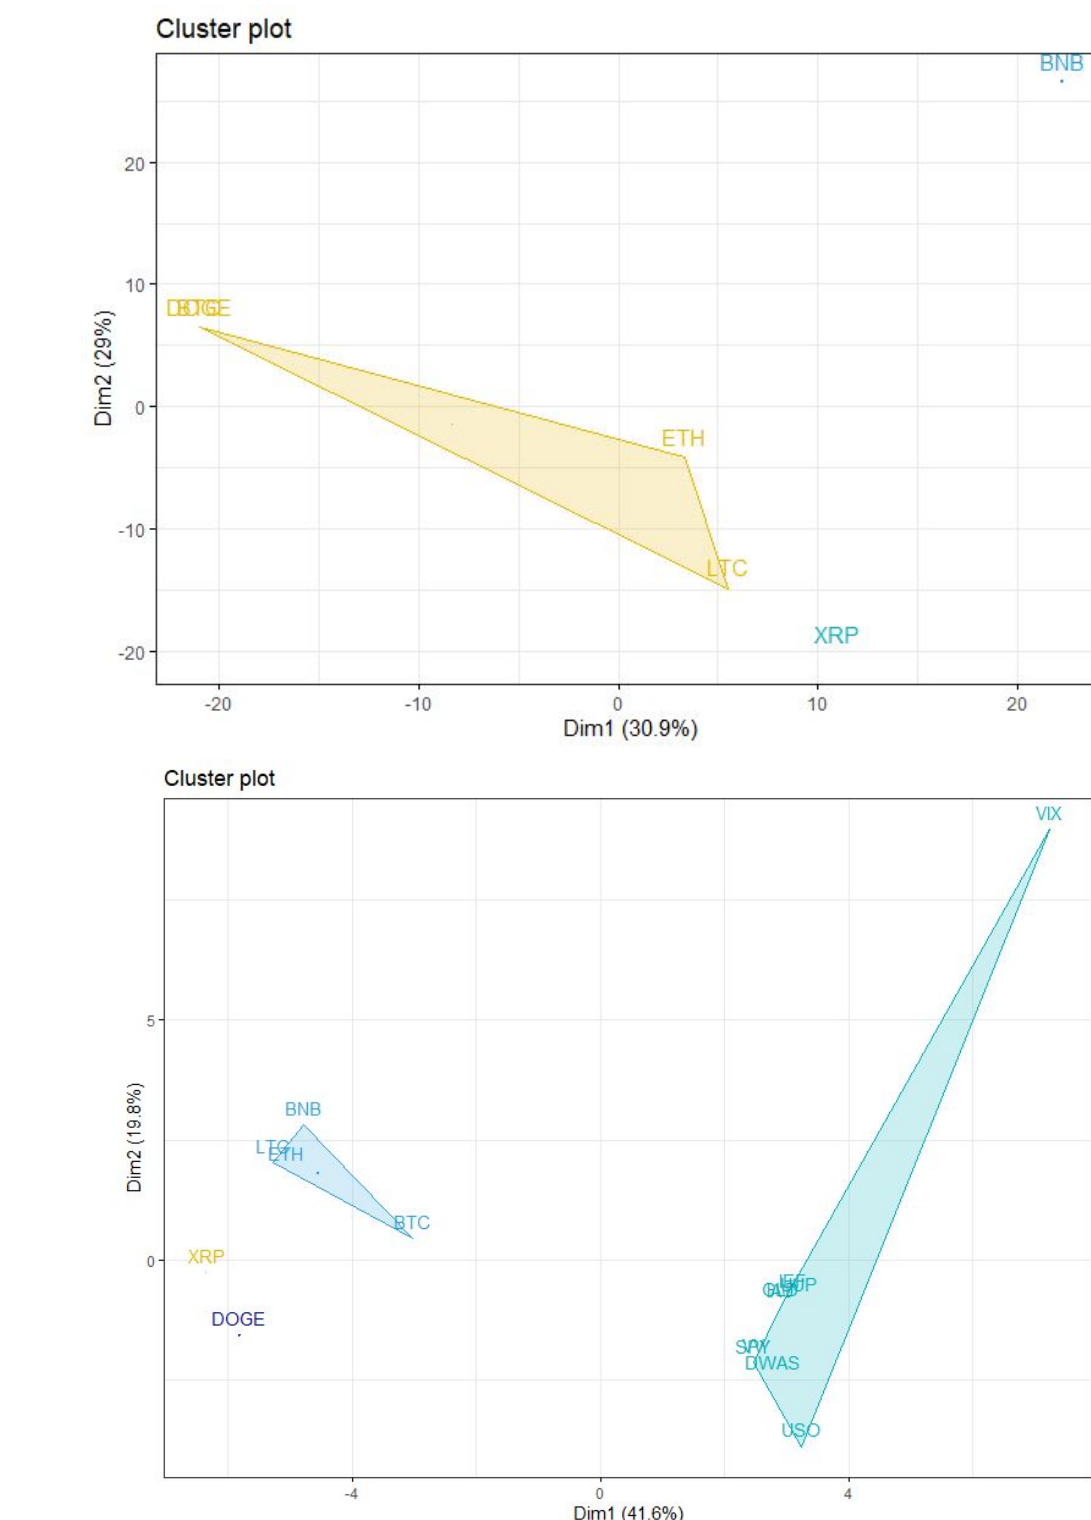 Cluster plot
BNB
20
10
DOGE
Dim2 (29%)
0
ETH
-10
LTC
XRP
-20
-20 -10 0 10 20
Dim1 (30.9%)
Cluster plot
VIX
5
BNB
Dim2 (19.8%)
LTC
ETH
BTC
XRP
0
DOGE
SPY
DWAS
USO
-4 0 4
Dim1 (41.6%)